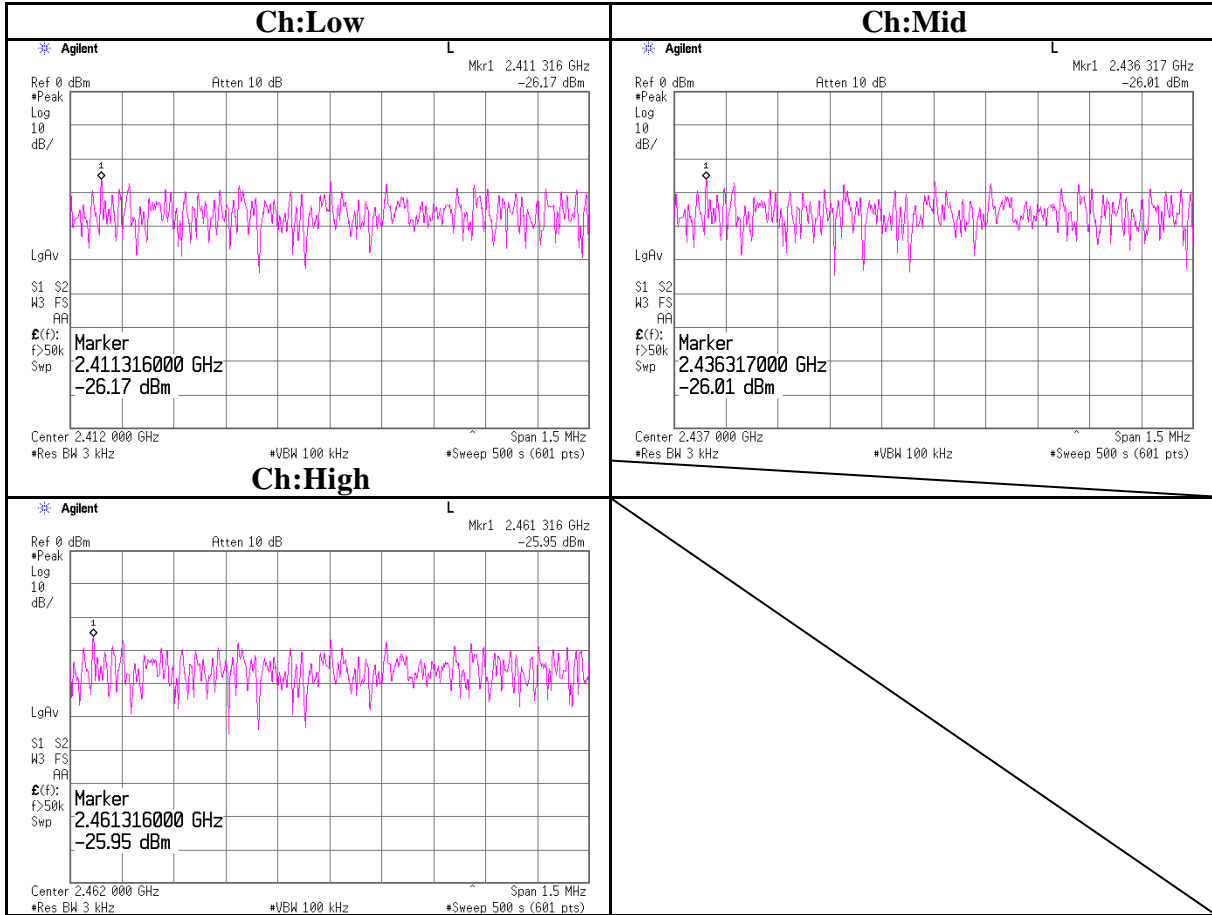 Ch:Low
Agilent
L
Mkr1 2.411 316 GHz
Ref 0 dBm
Atten 10 dB
-26.17 dBm
#Peak
Log
10
dB/
1
LgAv
S1 S2
W3 FS
AA
£(f):
f>50k
Swp
Marker
2.411316000 GHz
-26.17 dBm
Center 2.412 000 GHz
^
Span 1.5 MHz
#Res BW 3 kHz
#VBW 100 kHz
#Sweep 500 s (601 pts)
Ch:Mid
Agilent
L
Mkr1 2.436 317 GHz
Ref 0 dBm
Atten 10 dB
-26.01 dBm
#Peak
Log
10
dB/
1
LgAv
S1 S2
W3 FS
AA
£(f):
f>50k
Swp
Marker
2.436317000 GHz
-26.01 dBm
Center 2.437 000 GHz
^
Span 1.5 MHz
#Res BW 3 kHz
#VBW 100 kHz
#Sweep 500 s (601 pts)
Ch:High
Agilent
L
Mkr1 2.461 316 GHz
Ref 0 dBm
Atten 10 dB
-25.95 dBm
#Peak
Log
10
dB/
1
LgAv
S1 S2
W3 FS
AA
£(f):
f>50k
Swp
Marker
2.461316000 GHz
-25.95 dBm
Center 2.462 000 GHz
^
Span 1.5 MHz
#Res BW 3 kHz
#VBW 100 kHz
#Sweep 500 s (601 pts)